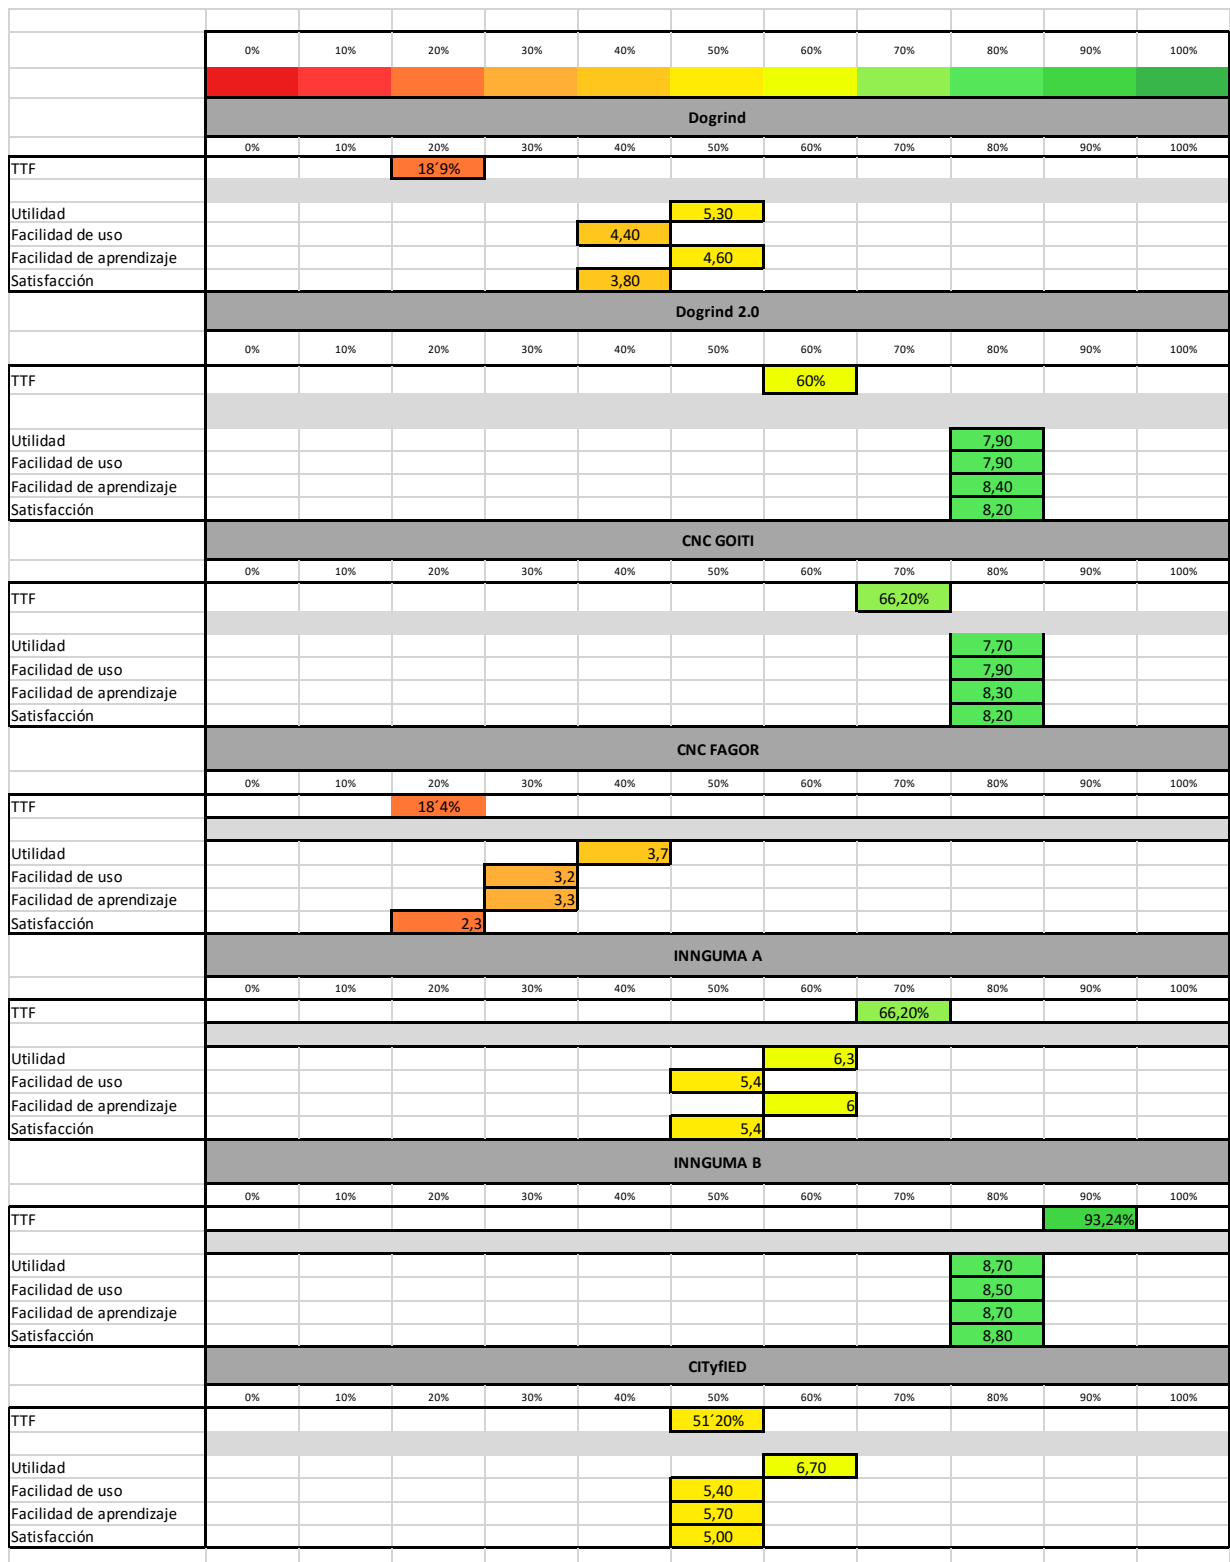 0% 10% 20% 30% 40% 50% 60% 70% 80% 90% 100%
Dogrind
0% 10% 20% 30% 40% 50% 60% 70% 80% 90% 100%
TTF 18´9%
Utilidad 5,30
Facilidad de uso 4,40
Facilidad de aprendizaje 4,60
Satisfacción 3,80
Dogrind 2.0
0% 10% 20% 30% 40% 50% 60% 70% 80% 90% 100%
TTF 60%
Utilidad 7,90
Facilidad de uso 7,90
Facilidad de aprendizaje 8,40
Satisfacción 8,20
CNC GOITI
0% 10% 20% 30% 40% 50% 60% 70% 80% 90% 100%
TTF 66,20%
Utilidad 7,70
Facilidad de uso 7,90
Facilidad de aprendizaje 8,30
Satisfacción 8,20
CNC FAGOR
0% 10% 20% 30% 40% 50% 60% 70% 80% 90% 100%
TTF 18´4%
Utilidad 3,7
Facilidad de uso 3,2
Facilidad de aprendizaje 3,3
Satisfacción 2,3
INNGUMA A
0% 10% 20% 30% 40% 50% 60% 70% 80% 90% 100%
TTF 66,20%
Utilidad 6,3
Facilidad de uso 5,4
Facilidad de aprendizaje 6
Satisfacción 5,4
INNGUMA B
0% 10% 20% 30% 40% 50% 60% 70% 80% 90% 100%
TTF 93,24%
Utilidad 8,70
Facilidad de uso 8,50
Facilidad de aprendizaje 8,70
Satisfacción 8,80
CITyfIED
0% 10% 20% 30% 40% 50% 60% 70% 80% 90% 100%
TTF 51´20%
Utilidad 6,70
Facilidad de uso 5,40
Facilidad de aprendizaje 5,70
Satisfacción 5,00